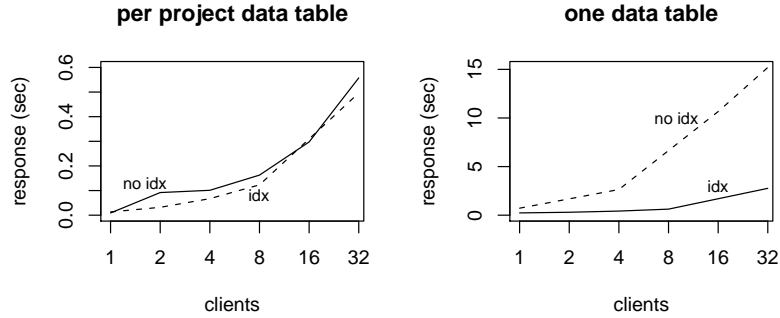 per project data table
response (sec)
0.6
0.4
0.2
0.0
no idx
idx
1 2 4 8 16 32
clients
one data table
response (sec)
15
10
5
0
no idx
idx
1 2 4 8 16 32
clients